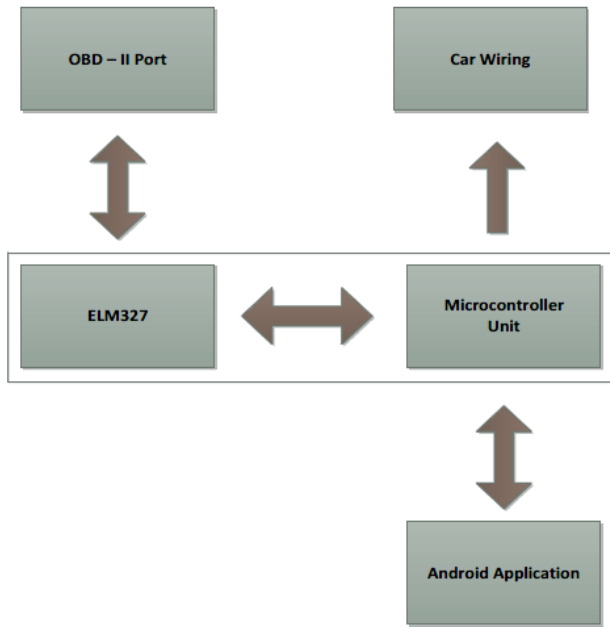 OBD – II Port
Car Wiring
ELM327
Microcontroller
Unit
Android Application